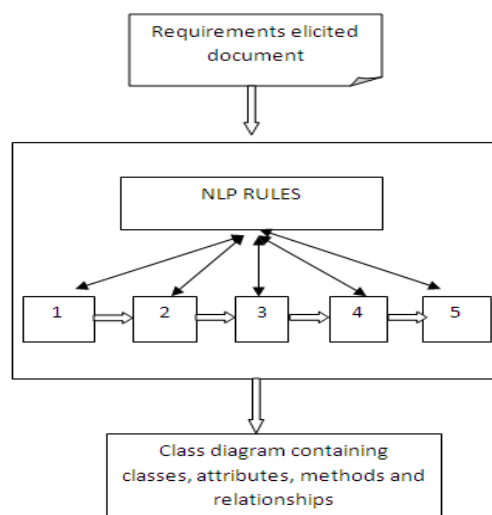 Requirements elicited
document
NLP RULES
1 2 3 4 5
Class diagram containing
classes, attributes, methods and
relationships